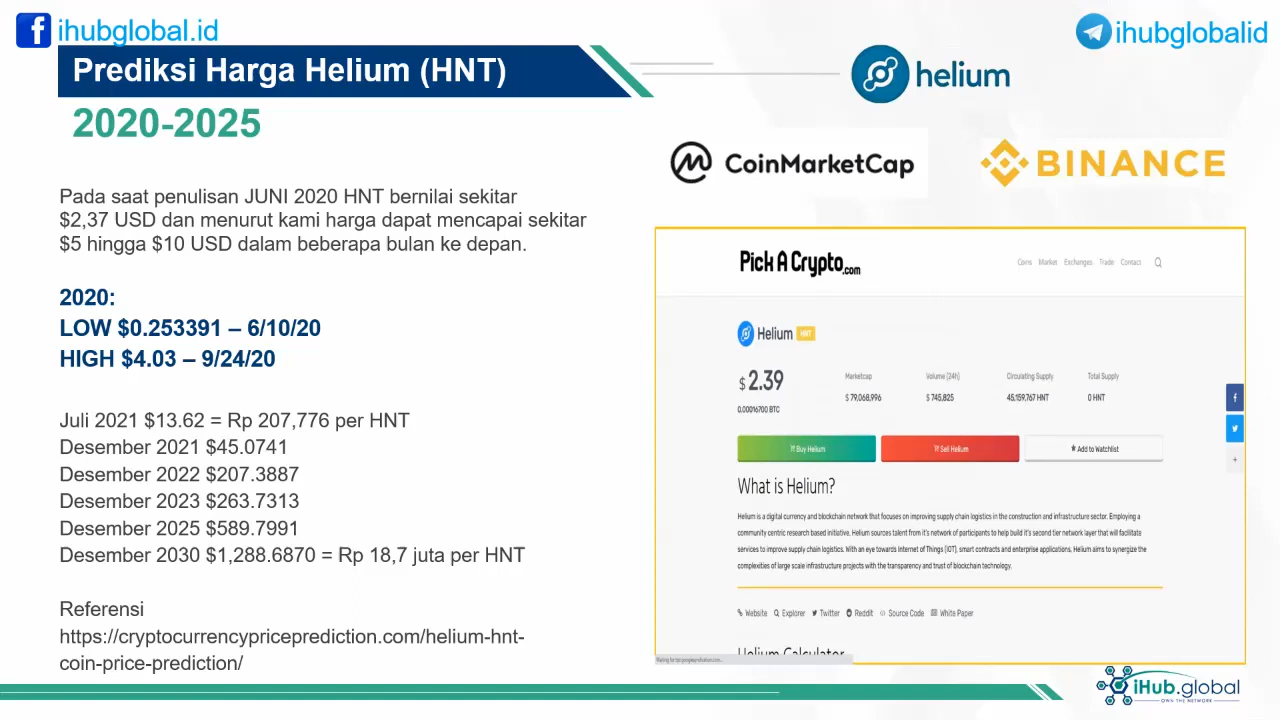 ihubglobal.id
ihubglobalid
Prediksi Harga Helium (HNT)
helium
2020-2025
CoinMarketCap
BINANCE
Pada saat penulisan JUNI 2020 HNT bernilai sekitar
$2,37 USD dan menurut kami harga dapat mencapai sekitar
$5 hingga $10 USD dalam beberapa bulan ke depan.
2020:
LOW $0.253391 – 6/10/20
HIGH $4.03 – 9/24/20
Juli 2021 $13.62 = Rp 207,776 per HNT
Desember 2021 $45.0741
Desember 2022 $207.3887
Desember 2023 $263.7313
Desember 2025 $589.7991
Desember 2030 $1,288.6870 = Rp 18,7 juta per HNT
Referensi
https://cryptocurrencypriceprediction.com/helium-hnt-
coin-price-prediction/
Pick A Crypto.com
Coins Market Exchanges Trade Contact
Helium HNT
$ 2.39
0.00016700 BTC
Marketcap Volume (24h) Circulating Supply Total Supply
$ 79,068,996 $ 745,825 45,159,767 HNT 0 HNT
Buy Helium Sell Helium Add to Watchlist
What is Helium?
Helium is a digital currency and blockchain network that focuses on improving supply chain logistics in the construction and infrastructure sector. Employing a
community centric research based initiative. Helium sources talent from it's network of participants to help build it's second tier network layer that will facilitate
services to improve supply chain logistics. With an eye towards Internet of Things (IOT), smart contracts and enterprise applications, Helium aims to synergize the
complexities of large scale infrastructure projects with the transparency and trust of blockchain technology.
Website Explorer Twitter Reddit Source Code White Paper
Helium Calculator
iHub.global
OWN THE NETWORK